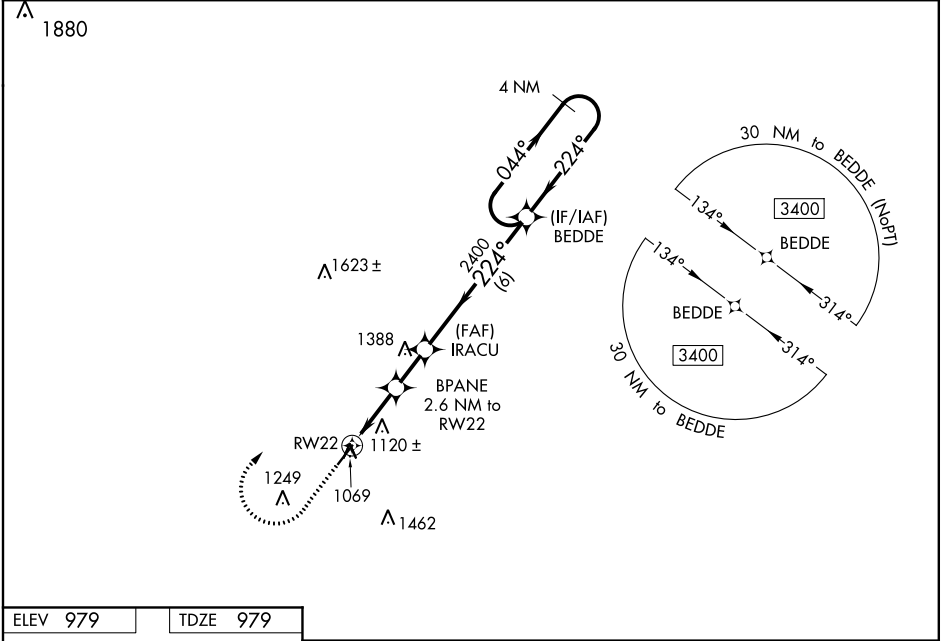 1880
4 NM
044°
224°
(IF/IAF)
BEDDE
2400
224°
(6)
1623 ±
1388
(FAF)
IRACU
BPANE
2.6 NM to
RW22
RW22
1120 ±
1249
1069
1462
30 NM to BEDDE (NoPT)
134°
3400
BEDDE
314°
134°
BEDDE
3400
314°
30 NM to BEDDE
ELEV 979
TDZE 979